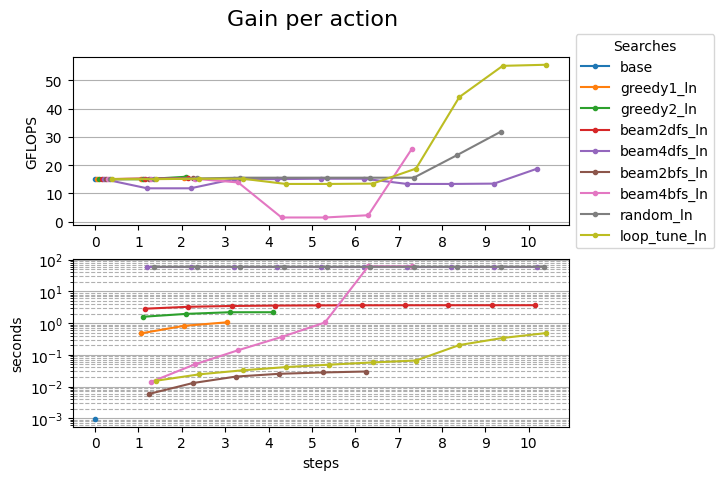 Gain per action
GFLOPS
50
40
30
20
10
0
0 1 2 3 4 5 6 7 8 9 10
seconds
10²
10¹
10⁰
10⁻¹
10⁻²
10⁻³
0 1 2 3 4 5 6 7 8 9 10
steps
Searches
base
greedy1_ln
greedy2_ln
beam2dfs_ln
beam4dfs_ln
beam2bfs_ln
beam4bfs_ln
random_ln
loop_tune_ln